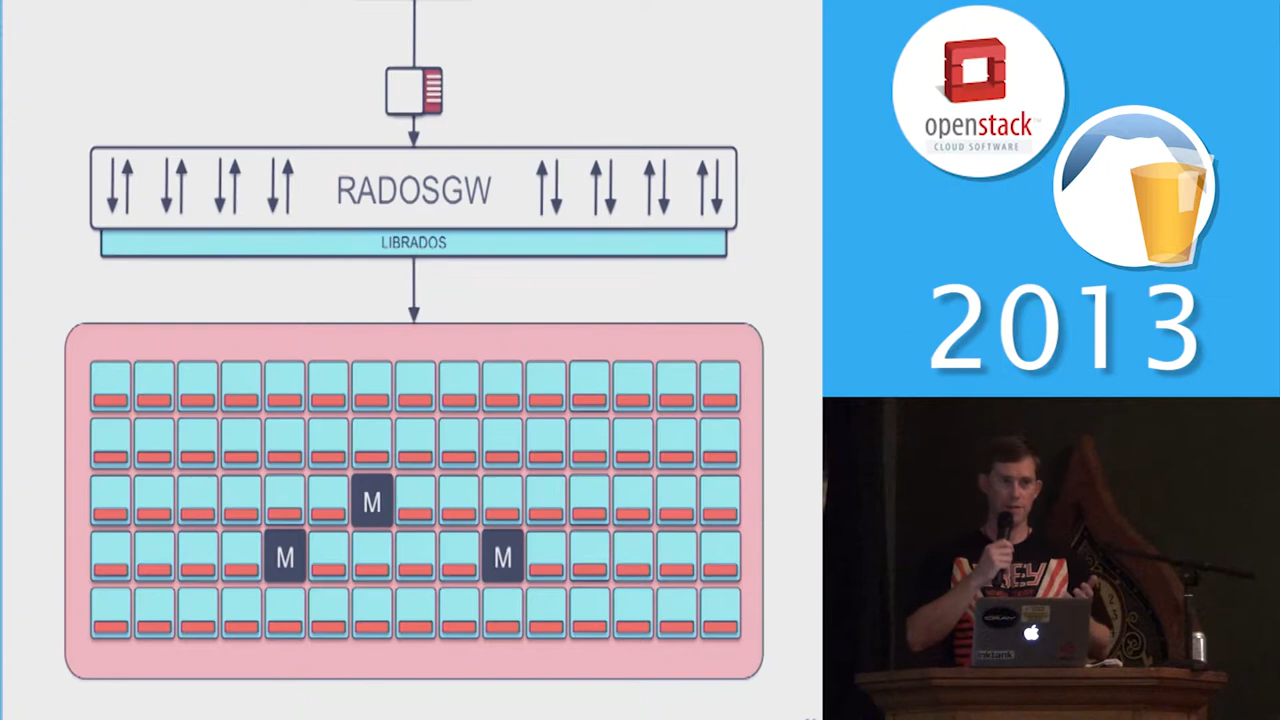 RADOSGW
LIBRADOS
M
M
M
openstack
CLOUD SOFTWARE
2013